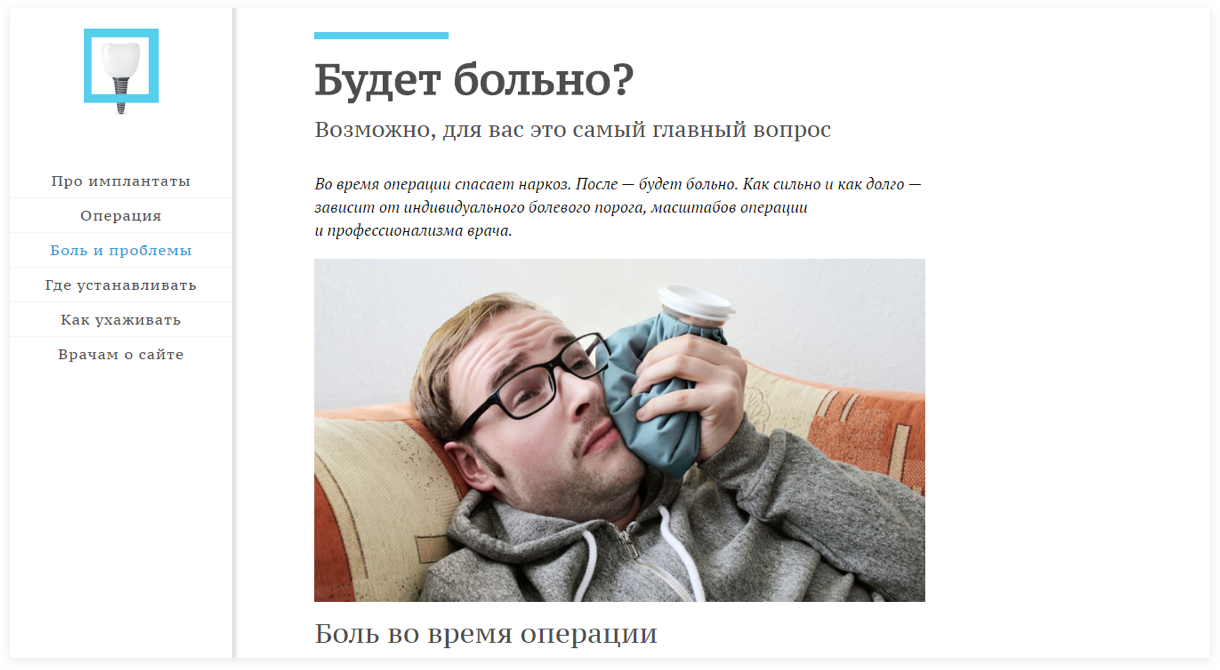 Про имплантаты
Операция
Боль и проблемы
Где устанавливать
Как ухаживать
Врачам о сайте
Будет больно?
Возможно, для вас это самый главный вопрос
Во время операции спасает наркоз. После — будет больно. Как сильно и как долго —
зависит от индивидуального болевого порога, масштабов операции
и профессионализма врача.
Боль во время операции